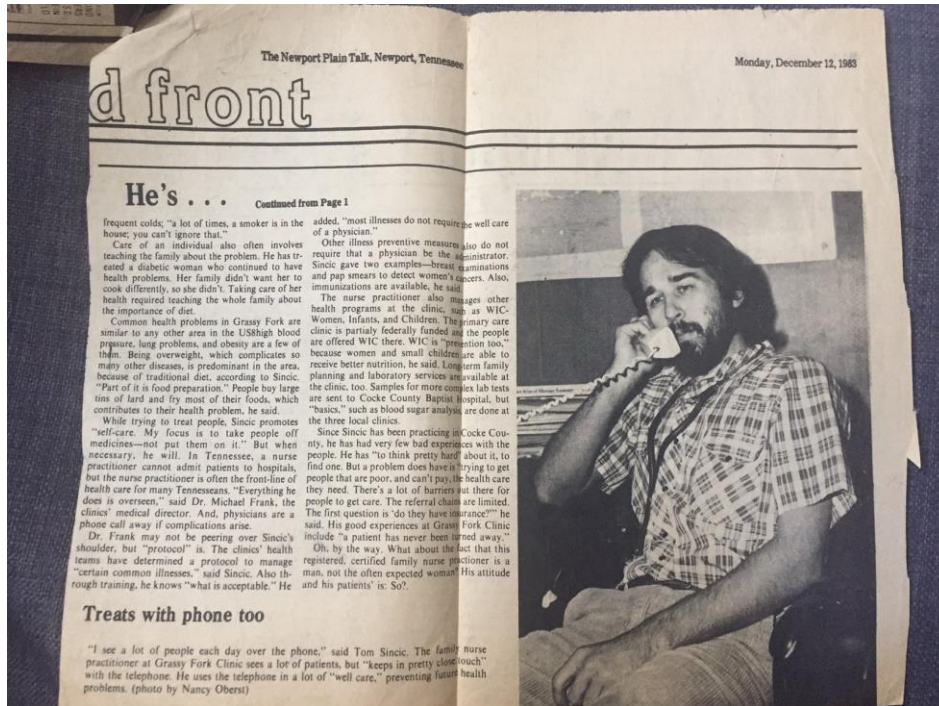 The Newport Plain Talk, Newport, Tennessee
Monday, December 12, 1983
d front
He's . . .
Continued from Page 1
frequent colds; "a lot of times, a smoker is in the
house; you can't ignore that."
Care of an individual also often involves
teaching the family about the problem. He has tr-
eated a diabetic woman who continued to have
health problems. Her family didn't want her to
cook differently, so she didn't. Taking care of her
health required teaching the whole family about
the importance of diet.
Common health problems in Grassy Fork are
similar to any other area in the US8high blood
pressure, lung problems, and obesity are a few of
them. Being overweight, which complicates so
many other diseases, is predominant in the area,
because of traditional diet, according to Sincic.
"Part of it is food preparation." People buy large
tins of lard and fry most of their foods, which
contributes to their health problem, he said.
While trying to treat people, Sincic promotes
"self-care. My focus is to take people off
medicines—not put them on it." But when
necessary, he will. In Tennessee, a nurse
practitioner cannot admit patients to hospitals,
but the nurse practitioner is often the front-line of
health care for many Tennesseans. "Everything he
does is overseen," said Dr. Michael Frank, the
clinics' medical director. And, physicians are a
phone call away if complications arise.
Dr. Frank may not be peering over Sincic's
shoulder, but "protocol" is. The clinics' health
teams have determined a protocol to manage
"certain common illnesses," said Sincic. Also th-
rough training, he knows "what is acceptable." He
added, "most illnesses do not require the well care
of a physician."
Other illness preventive measures also do not
require that a physician be the administrator.
Sincic gave two examples—breast examinations
and pap smears to detect women's cancers. Also,
immunizations are available, he said.
The nurse practitioner also manages other
health programs at the clinic, such as WIC-
Women, Infants, and Children. The primary care
clinic is partialy federally funded and the people
are offered WIC there. WIC is "prevention too,"
because women and small children are able to
receive better nutrition, he said. Long-term family
planning and laboratory services are available at
the clinic, too. Samples for more complex lab tests
are sent to Cocke County Baptist Hospital, but
"basics," such as blood sugar analysis, are done at
the three local clinics.
Since Sincic has been practicing in Cocke Cou-
nty, he has had very few bad experiences with the
people. He has "to think pretty hard" about it, to
find one. But a problem does have is "trying to get
people that are poor, and can't pay, the health care
they need. There's a lot of barriers out there for
people to get care. The referral chains are limited.
The first question is 'do they have insurance?'" he
said. His good experiences at Grassy Fork Clinic
include "a patient has never been turned away."
Oh, by the way. What about the fact that this
registered, certified family nurse practioner is a
man, not the often expected woman? His attitude
and his patients' is: So?.
Treats with phone too
"I see a lot of people each day over the phone," said Tom Sincic. The family nurse
practitioner at Grassy Fork Clinic sees a lot of patients, but "keeps in pretty close touch"
with the telephone. He uses the telephone in a lot of "well care," preventing future health
problems. (photo by Nancy Oberst)